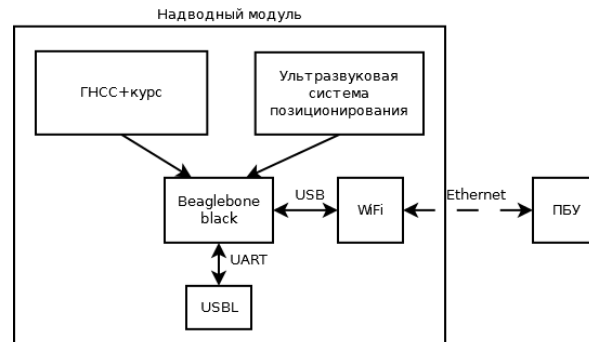 Надводный модуль
ГНСС+курс
Ультразвуковая
система
позиционирования
Beaglebone
black
USB
WiFi
Ethernet
ПБУ
UART
USBL